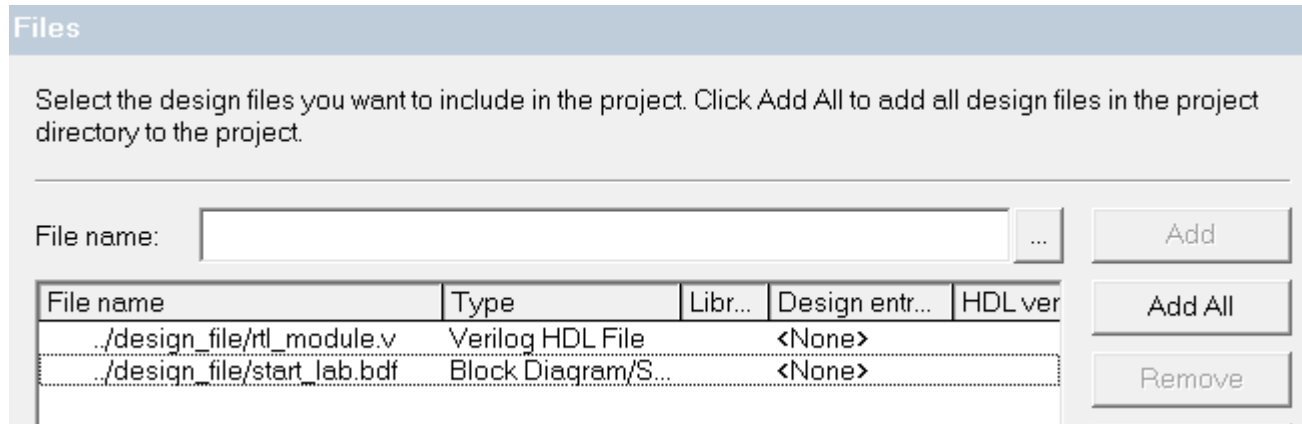 Files
Select the design files you want to include in the project. Click Add All to add all design files in the project
directory to the project.
File name:
...
Add
File name Type Libr... Design entr... HDL ver
Add All
../design_file/rtl_module.v Verilog HDL File <None>
../design_file/start_lab.bdf Block Diagram/S... <None>
Remove